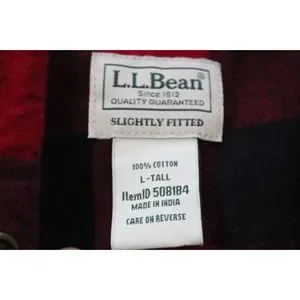 L.L.Bean®
Since 1912
QUALITY GUARANTEED
SLIGHTLY FITTED
100% COTTON
L-TALL
ItemID 508184
MADE IN INDIA
CARE ON REVERSE